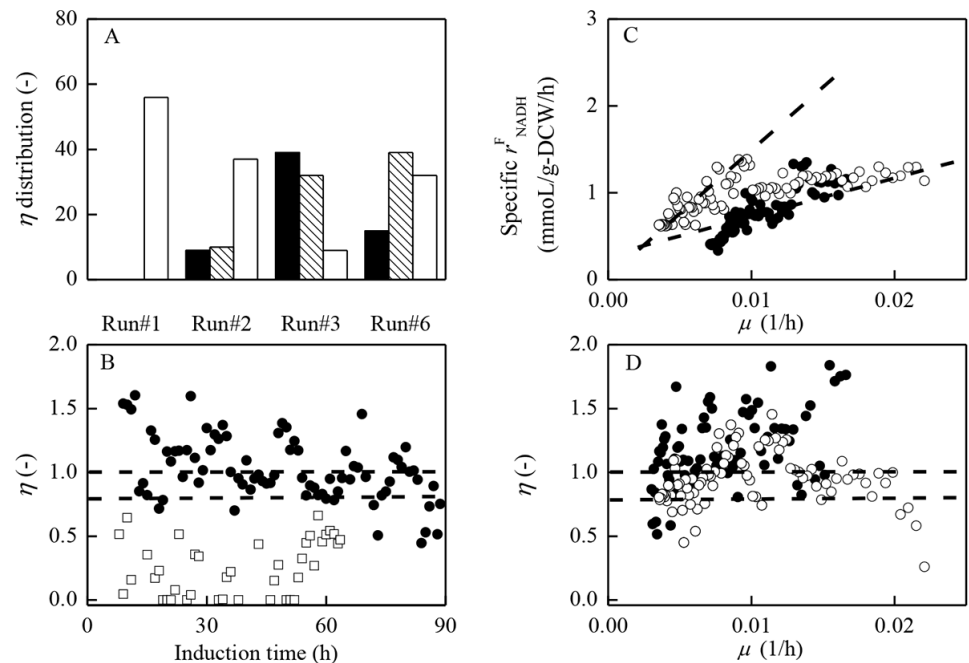 A
80
60
40
20
0
η distribution (-)
Run#1 Run#2 Run#3 Run#6
B
2.0
1.5
1.0
0.5
0.0
η (-)
0 30 60 90
Induction time (h)
C
3
2
1
0
Specific r^F_NADH
(mmoL/g-DCW/h)
0.00 0.01 0.02
μ (1/h)
D
2.0
1.5
1.0
0.5
0.0
η (-)
0.00 0.01 0.02
μ (1/h)